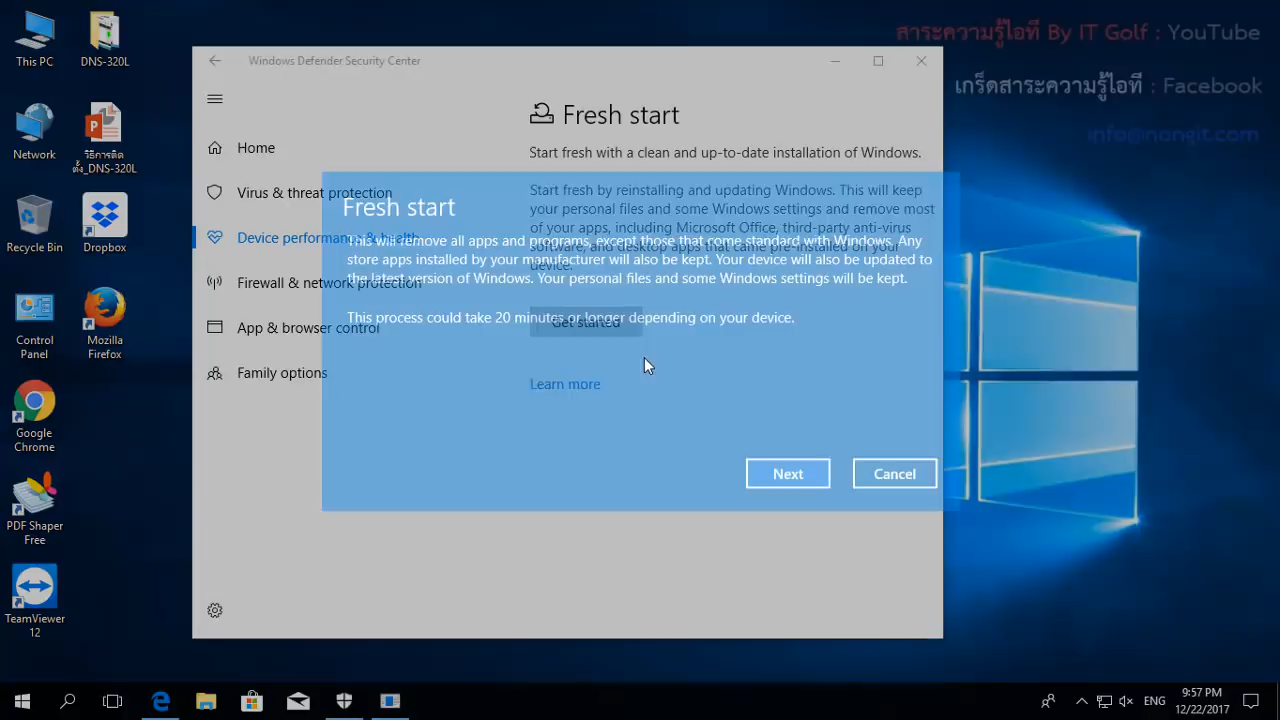 This PC
DNS-320L
Network
วิธีการติด
ตั้ง_DNS-320L
Recycle Bin
Dropbox
Control
Panel
Mozilla
Firefox
Google
Chrome
PDF Shaper
Free
TeamViewer
12
สาระความรู้ไอที By IT Golf : YouTube
เกร็ดสาระความรู้ไอที : Facebook
info@nongit.com
Windows Defender Security Center
Home
Virus & threat protection
Device performance & health
Firewall & network protection
App & browser control
Family options
Fresh start
Start fresh with a clean and up-to-date installation of Windows.
Start fresh by reinstalling and updating Windows. This will keep
your personal files and some Windows settings and remove most
of your apps, including Microsoft Office, third-party anti-virus
software, and desktop apps that came pre-installed on your
device.
Get started
Learn more
Fresh start
This will remove all apps and programs, except those that come standard with Windows. Any
store apps installed by your manufacturer will also be kept. Your device will also be updated to
the latest version of Windows. Your personal files and some Windows settings will be kept.
This process could take 20 minutes or longer depending on your device.
Next
Cancel
ENG
9:57 PM
12/22/2017